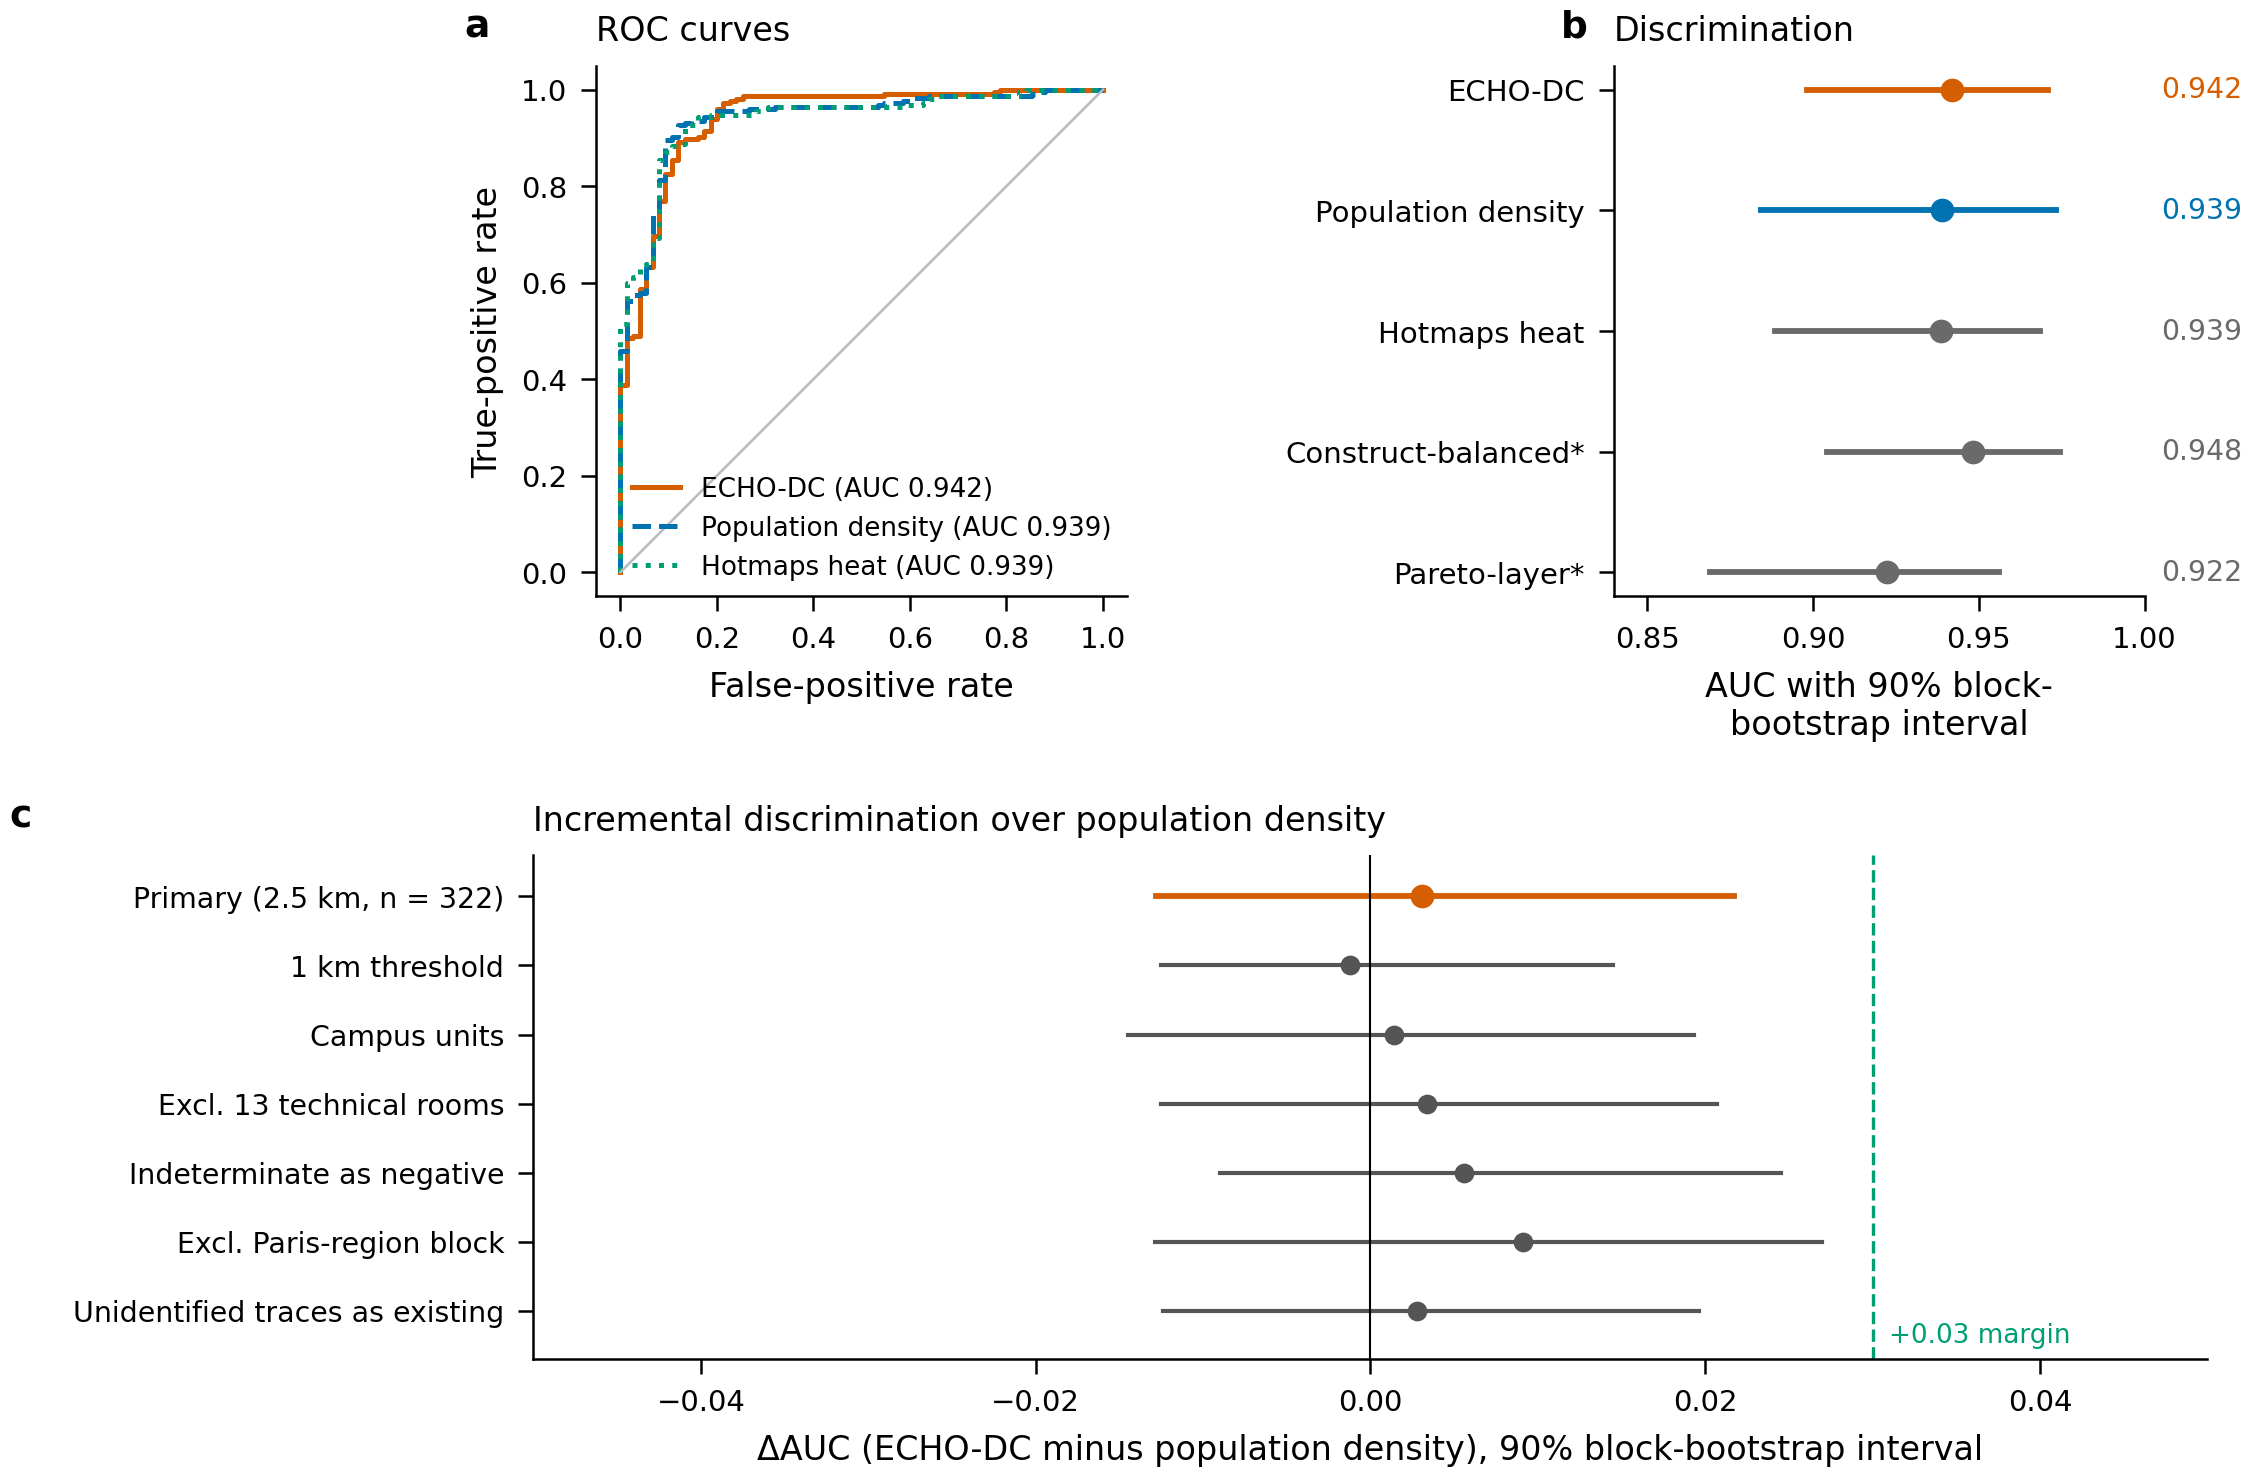 a
ROC curves
1.0
0.8
0.6
0.4
0.2
0.0
True-positive rate
ECHO-DC (AUC 0.942)
Population density (AUC 0.939)
Hotmaps heat (AUC 0.939)
0.0 0.2 0.4 0.6 0.8 1.0
False-positive rate
b
Discrimination
ECHO-DC 0.942
Population density 0.939
Hotmaps heat 0.939
Construct-balanced* 0.948
Pareto-layer* 0.922
0.85 0.90 0.95 1.00
AUC with 90% block-
bootstrap interval
c
Incremental discrimination over population density
Primary (2.5 km, n = 322)
1 km threshold
Campus units
Excl. 13 technical rooms
Indeterminate as negative
Excl. Paris-region block
Unidentified traces as existing
+0.03 margin
−0.04 −0.02 0.00 0.02 0.04
ΔAUC (ECHO-DC minus population density), 90% block-bootstrap interval